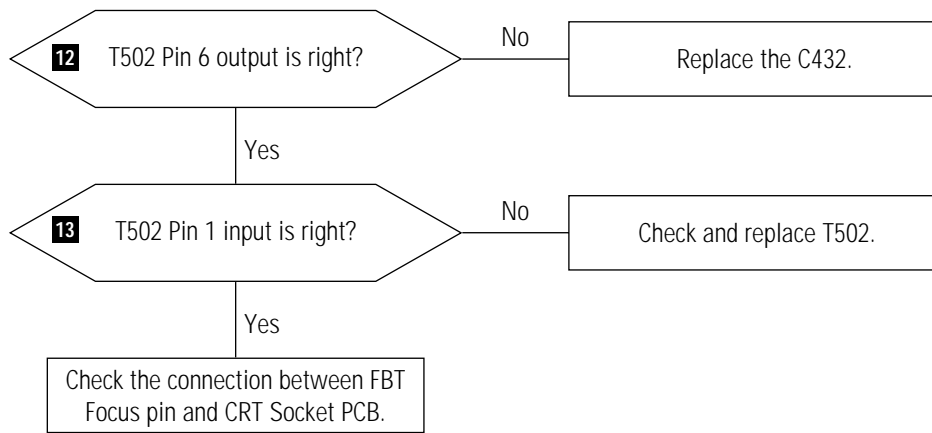 12 T502 Pin 6 output is right?
No
Replace the C432.
Yes
13 T502 Pin 1 input is right?
No
Check and replace T502.
Yes
Check the connection between FBT
Focus pin and CRT Socket PCB.